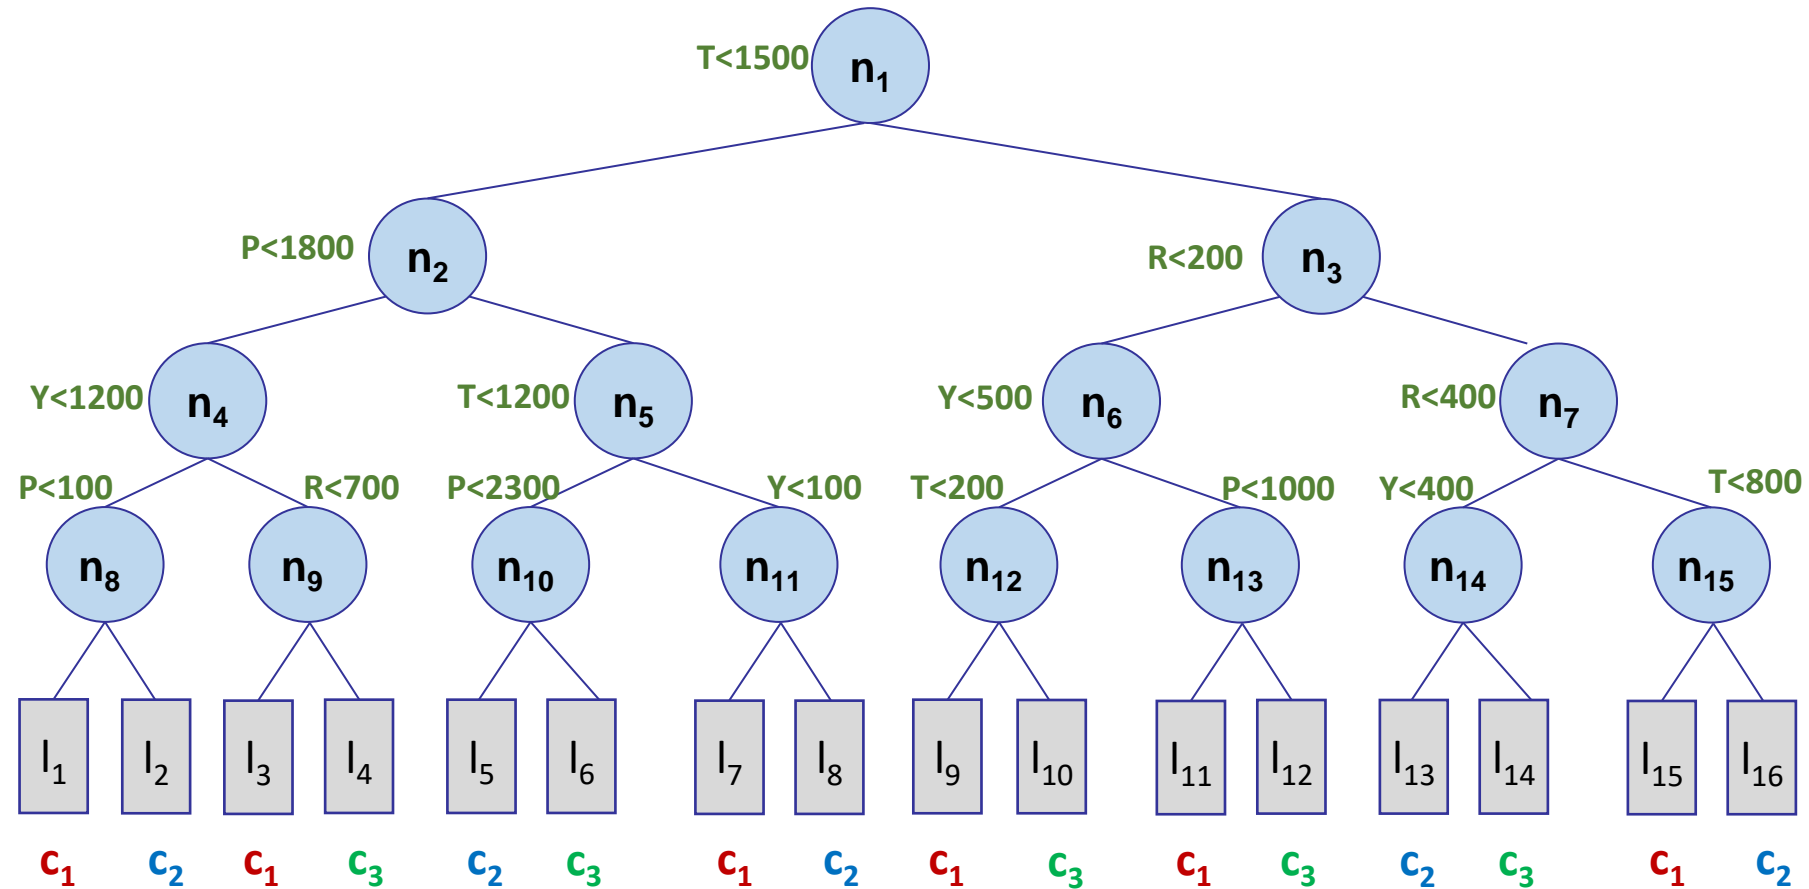 T<1500 n₁
P<1800 n₂ R<200 n₃
Y<1200 n₄ T<1200 n₅ Y<500 n₆ R<400 n₇
P<100 R<700 P<2300 Y<100 T<200 P<1000 Y<400 T<800
n₈ n₉ n₁₀ n₁₁ n₁₂ n₁₃ n₁₄ n₁₅
l₁ l₂ l₃ l₄ l₅ l₆ l₇ l₈ l₉ l₁₀ l₁₁ l₁₂ l₁₃ l₁₄ l₁₅ l₁₆
c₁ c₂ c₁ c₃ c₂ c₃ c₁ c₂ c₁ c₃ c₁ c₃ c₂ c₃ c₁ c₂